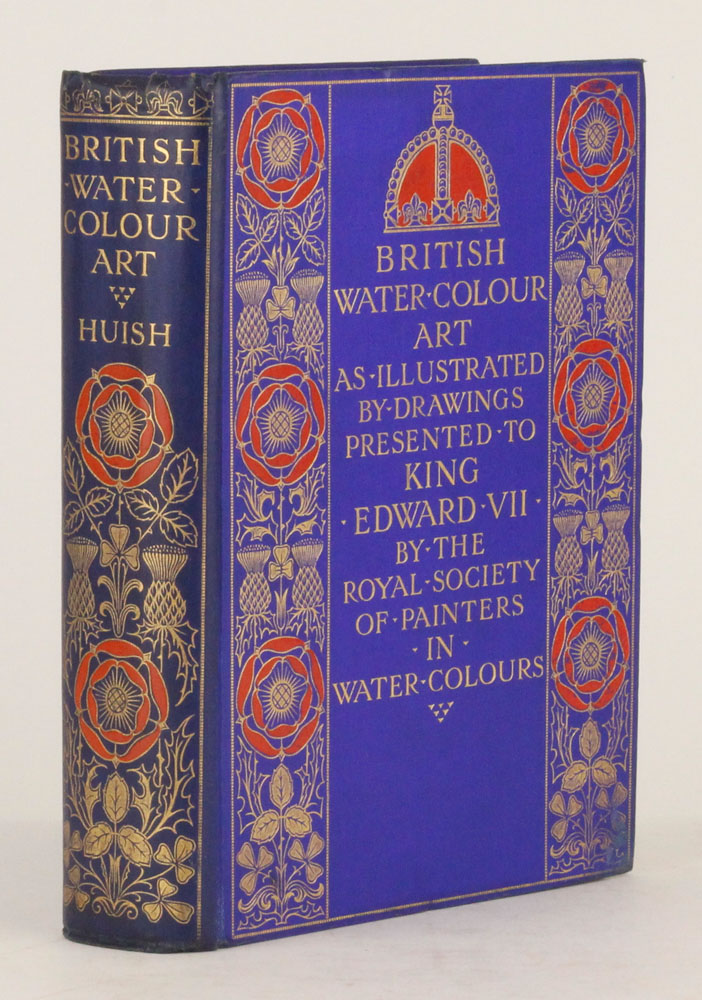 BRITISH
·WATER·
COLOUR
ART
HUISH
BRITISH
WATER·COLOUR
ART
AS·ILLUSTRATED
BY·DRAWINGS
PRESENTED·TO
KING
·EDWARD·VII·
BY·THE
ROYAL·SOCIETY
OF·PAINTERS
·IN·
WATER·COLOURS